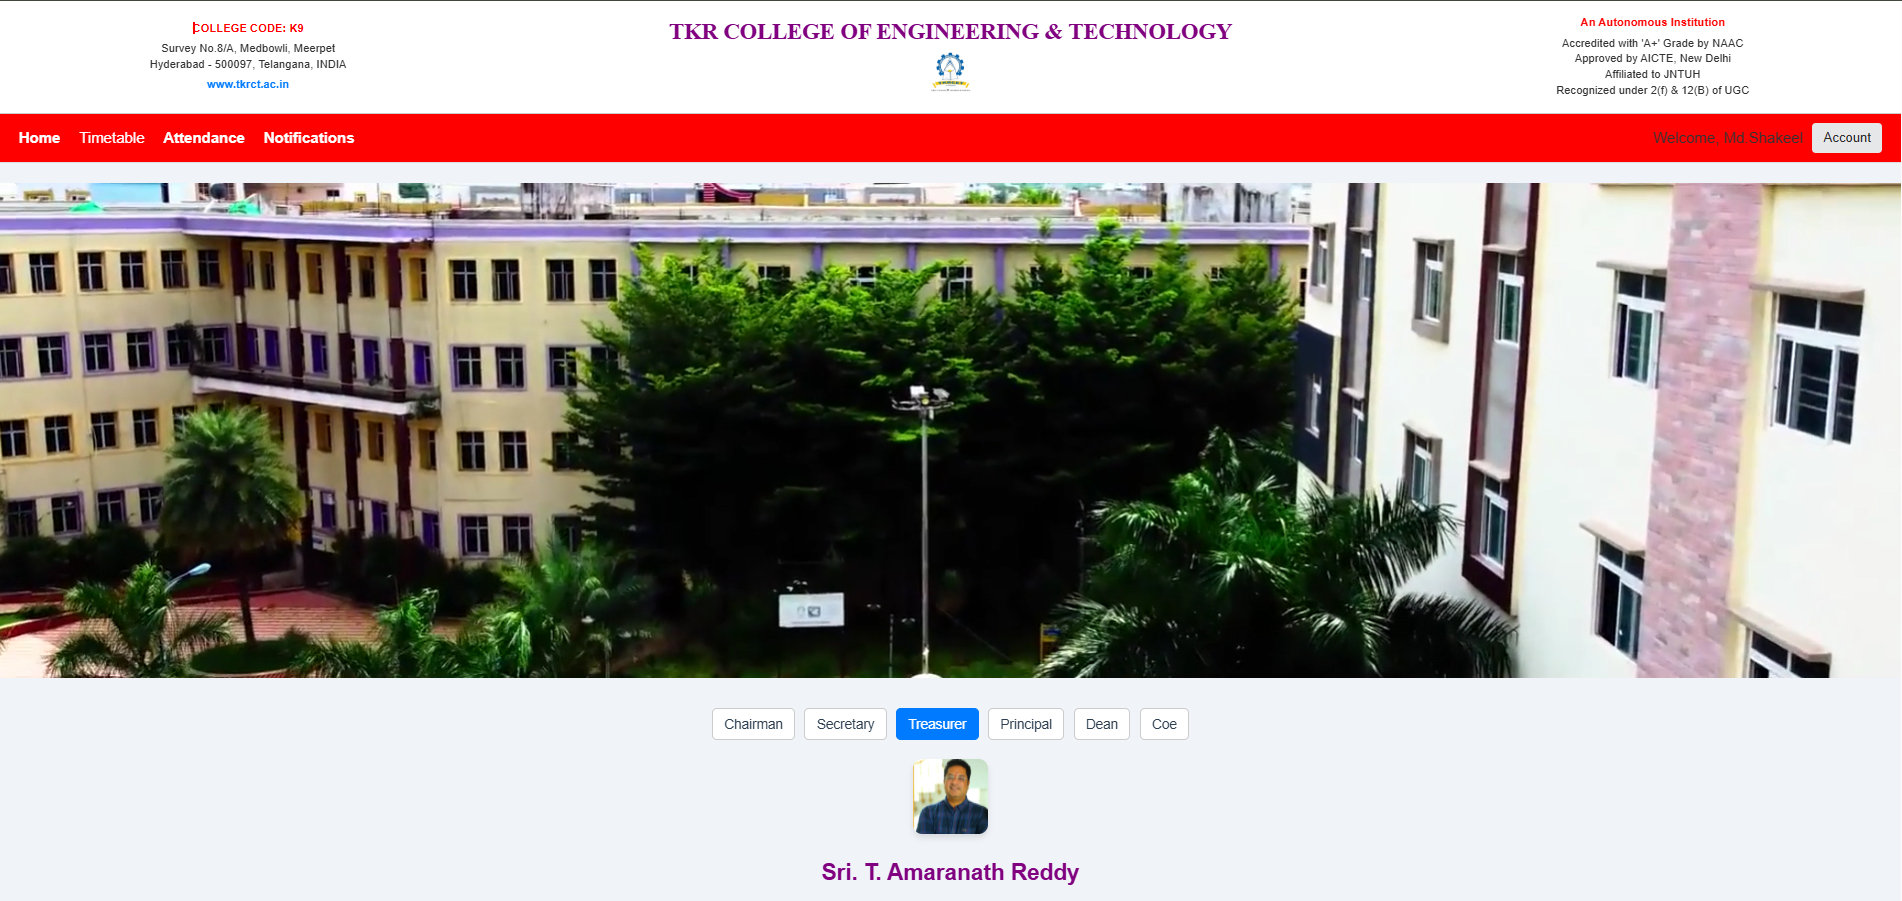 COLLEGE CODE: K9
Survey No.8/A, Medbowli, Meerpet
Hyderabad - 500097, Telangana, INDIA
www.tkrct.ac.in
TKR COLLEGE OF ENGINEERING & TECHNOLOGY
An Autonomous Institution
Accredited with 'A+' Grade by NAAC
Approved by AICTE, New Delhi
Affiliated to JNTUH
Recognized under 2(f) & 12(B) of UGC
Home Timetable Attendance Notifications Welcome, Md.Shakeel Account
Chairman Secretary Treasurer Principal Dean Coe
Sri. T. Amaranath Reddy